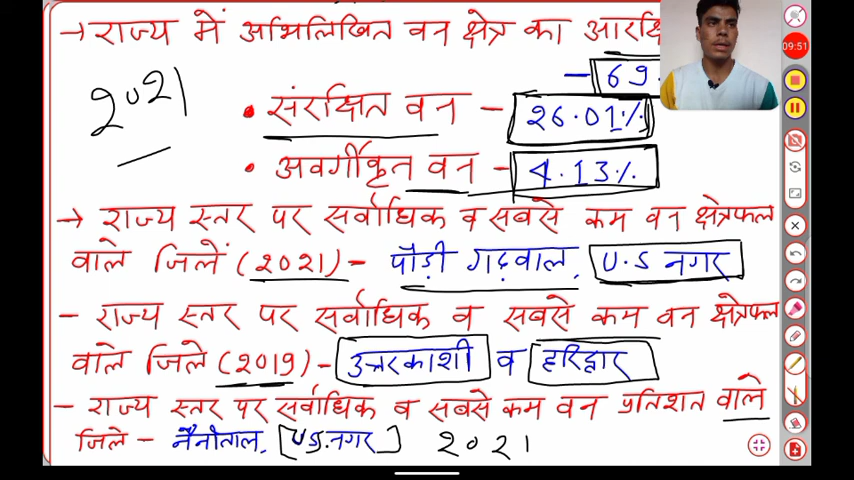 → राज्य में अभिलिखित वन क्षेत्र का
09:51
- 69.
2021
• संरक्षित वन - 26.01%
• अवर्गीकृत वन - 4.13%
→ राज्य स्तर पर सर्वाधिक व सबसे कम वन क्षेत्रफल
वाले जिलें (2021) - पौड़ी गढ़वाल, U.S नगर
- राज्य स्तर पर सर्वाधिक व सबसे कम वन क्षेत्रफल
वाले जिले (2019) - उत्तरकाशी व हरिद्वार
- राज्य स्तर पर सर्वाधिक व सबसे कम वन प्रतिशत वाले
जिले - नैनीताल, [U.S.नगर] 2021